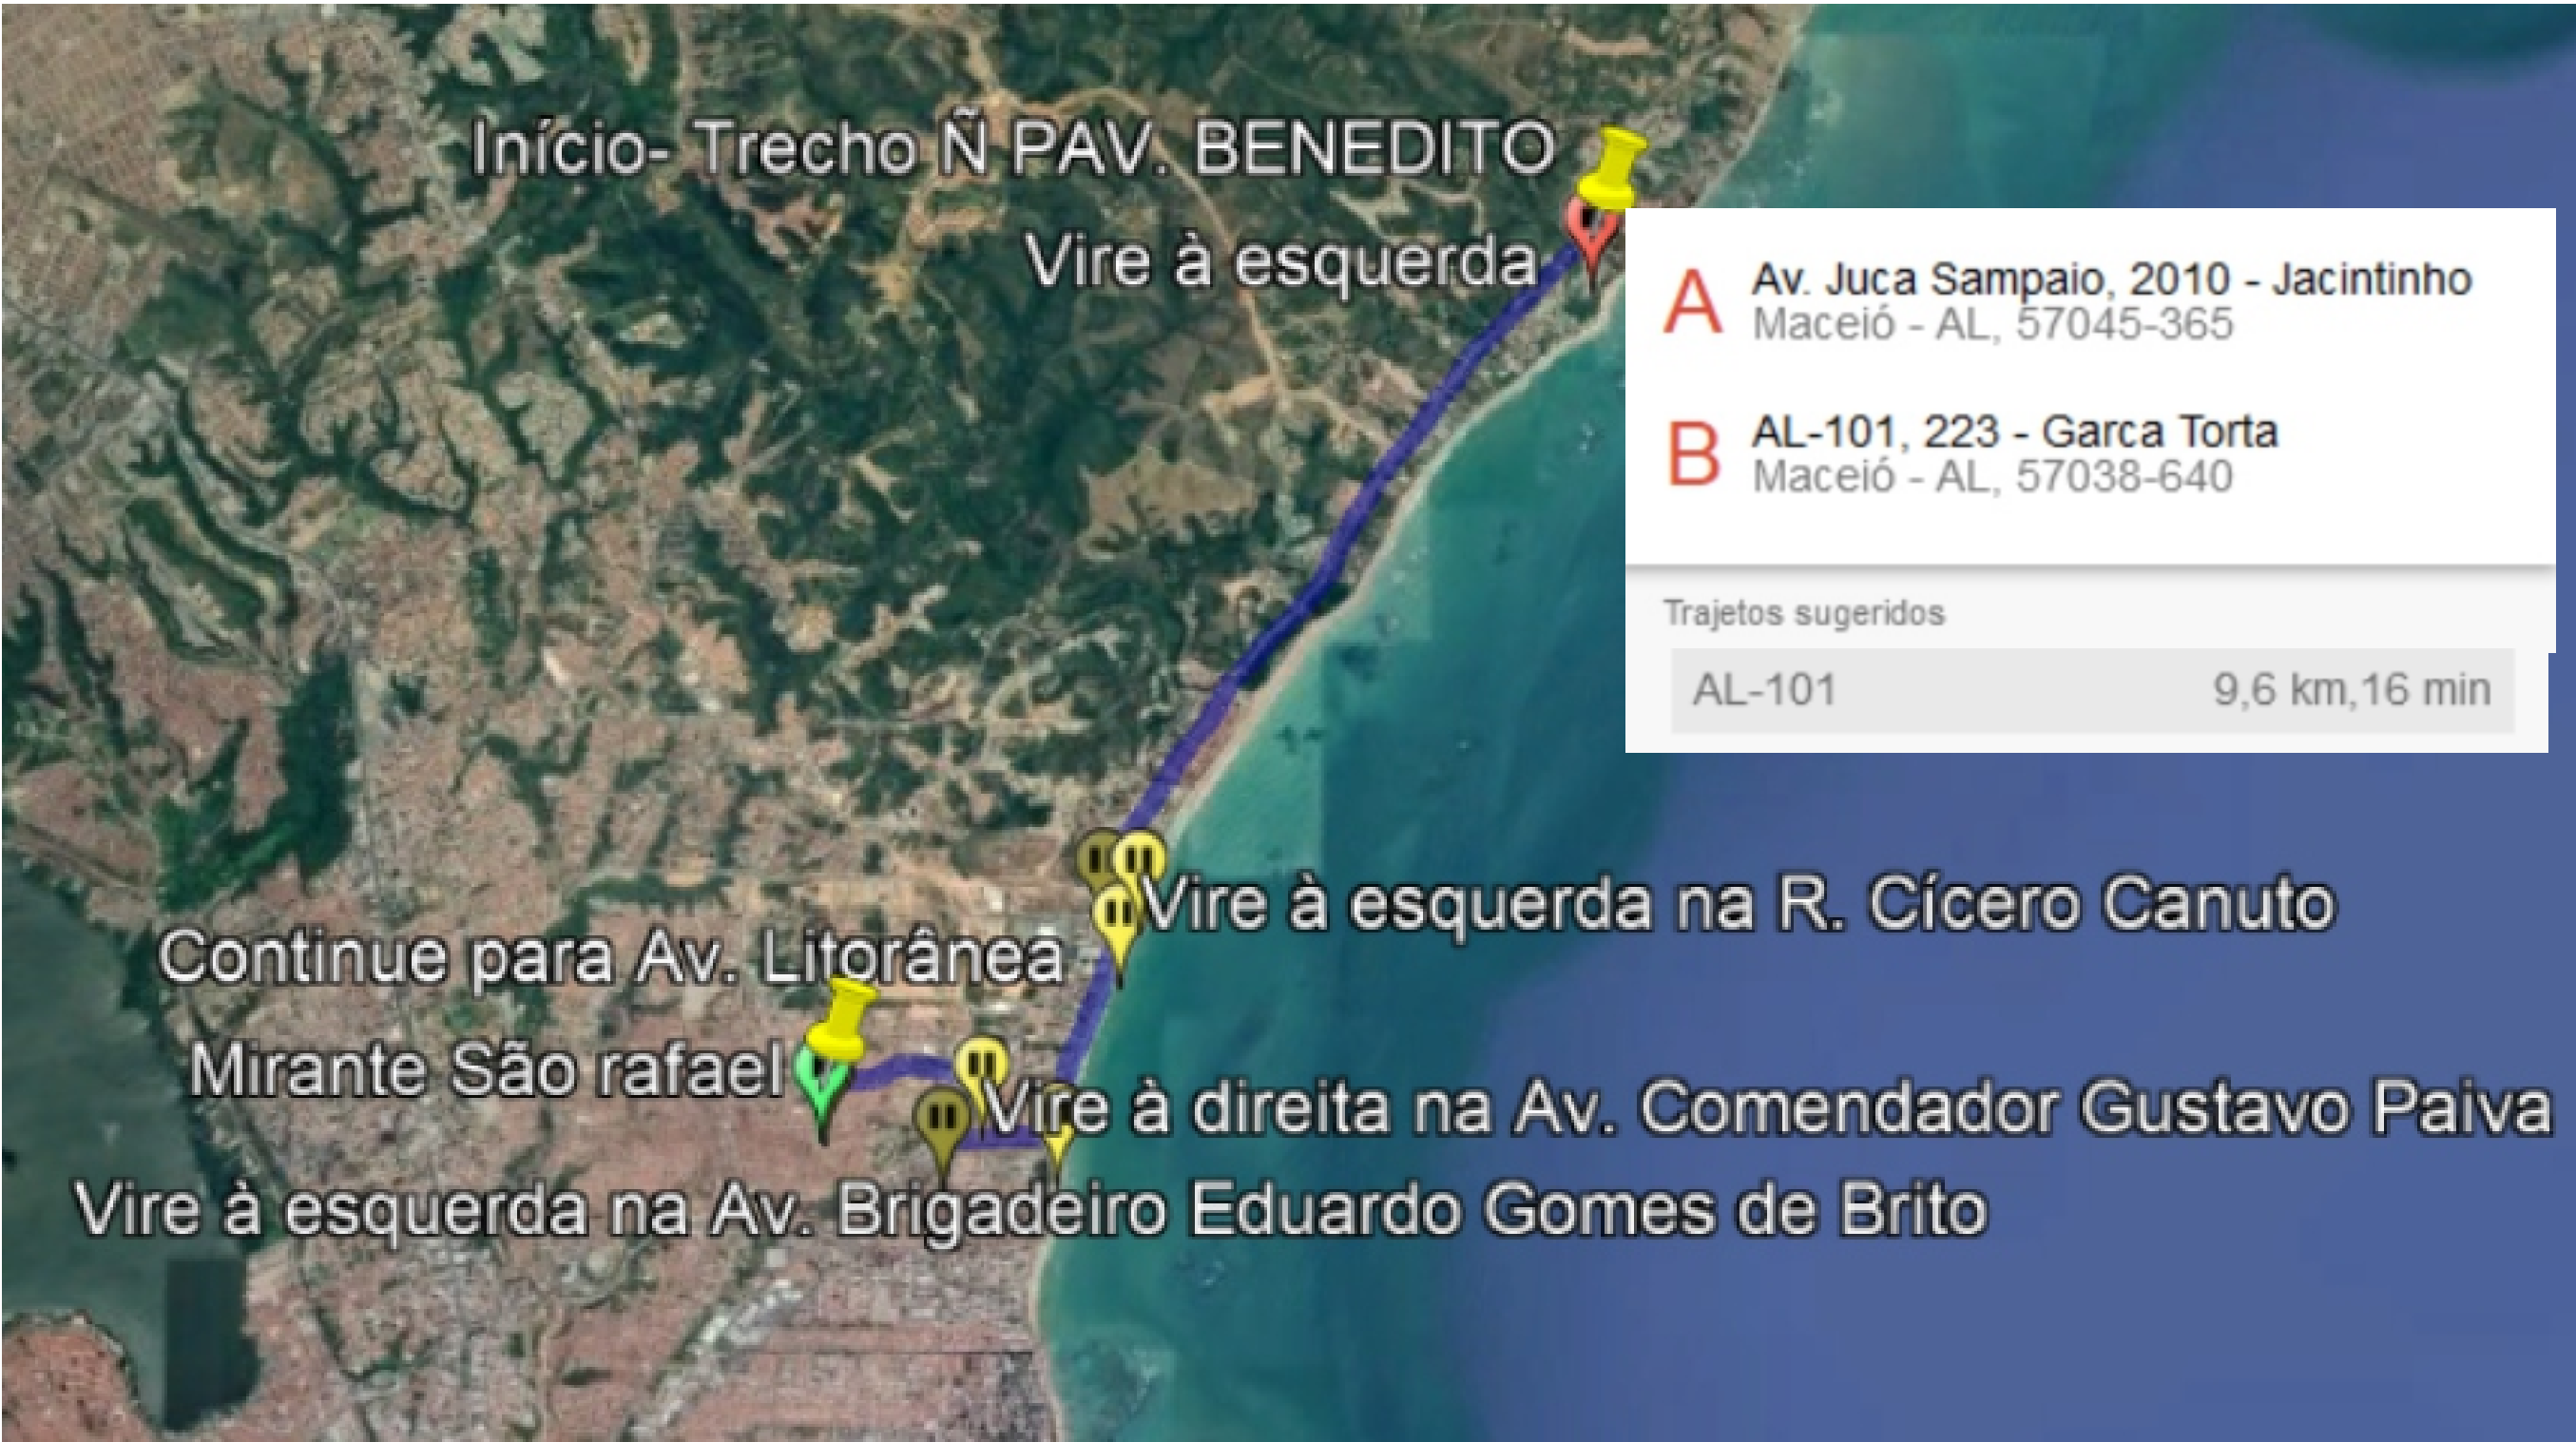 Início- Trecho Ñ PAV. BENEDITO
Vire à esquerda
A Av. Juca Sampaio, 2010 - Jacintinho
Maceió - AL, 57045-365
B AL-101, 223 - Garca Torta
Maceió - AL, 57038-640
Trajetos sugeridos
AL-101 9,6 km,16 min
Vire à esquerda na R. Cícero Canuto
Continue para Av. Litorânea
Mirante São rafael
Vire à direita na Av. Comendador Gustavo Paiva
Vire à esquerda na Av. Brigadeiro Eduardo Gomes de Brito